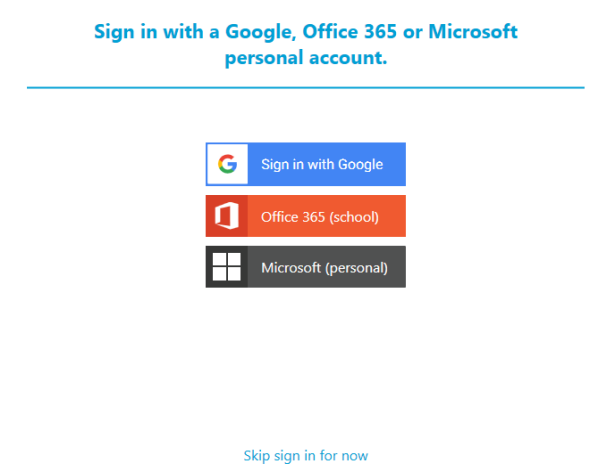 Sign in with a Google, Office 365 or Microsoft
personal account.
Sign in with Google
Office 365 (school)
Microsoft (personal)
Skip sign in for now